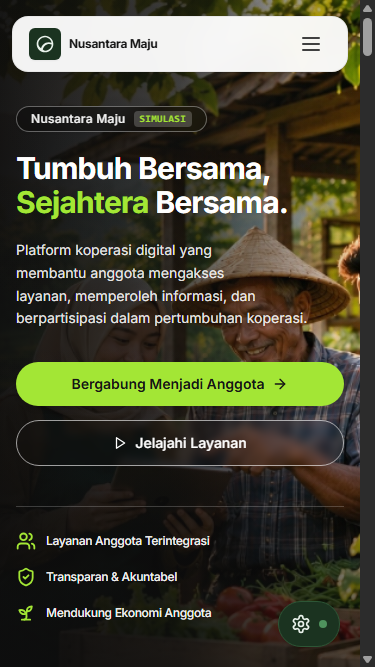 Nusantara Maju
Nusantara Maju SIMULASI
Tumbuh Bersama,
Sejahtera Bersama.
Platform koperasi digital yang
membantu anggota mengakses
layanan, memperoleh informasi, dan
berpartisipasi dalam pertumbuhan koperasi.
Bergabung Menjadi Anggota
Jelajahi Layanan
Layanan Anggota Terintegrasi
Transparan & Akuntabel
Mendukung Ekonomi Anggota